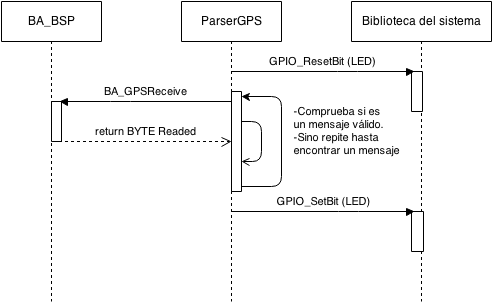 BA_BSP
ParserGPS
Biblioteca del sistema
GPIO_ResetBit (LED)
BA_GPSReceive
-Comprueba si es
un mensaje válido.
-Sino repite hasta
encontrar un mensaje
return BYTE Readed
GPIO_SetBit (LED)